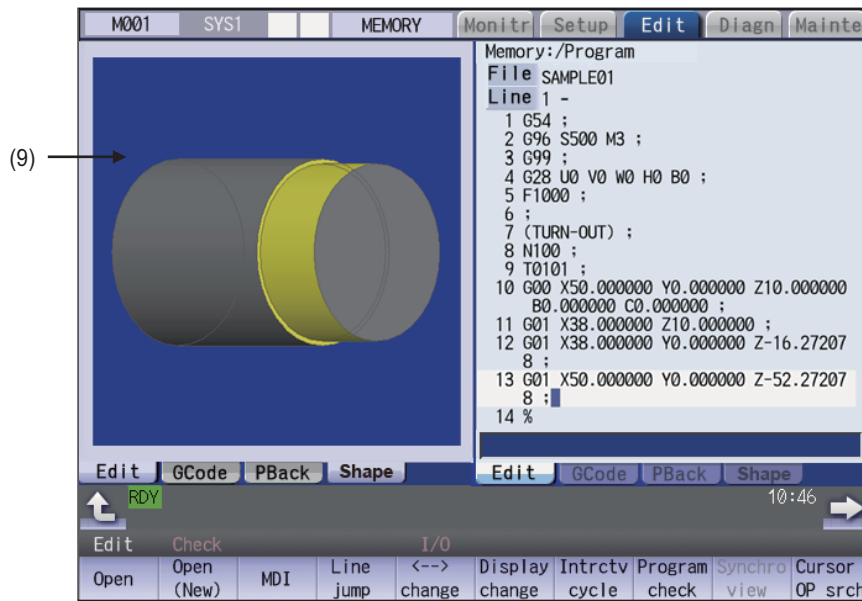 M001 SYS1 MEMORY Monitr Setup Edit Diagn Mainte
(9)
Memory:/Program
File SAMPLE01
Line 1 -
1 G54 ;
2 G96 S500 M3 ;
3 G99 ;
4 G28 U0 V0 W0 H0 B0 ;
5 F1000 ;
6 ;
7 (TURN-OUT) ;
8 N100 ;
9 T0101 ;
10 G00 X50.000000 Y0.000000 Z10.000000
B0.000000 C0.000000 ;
11 G01 X38.000000 Z10.000000 ;
12 G01 X38.000000 Y0.000000 Z-16.27207
8 ;
13 G01 X50.000000 Y0.000000 Z-52.27207
8 ;
14 %
Edit GCode PBack Shape Edit GCode PBack Shape
RDY 10:46
Edit Check I/O
Open Open (New) MDI Line jump <--> change Display change Intrctv cycle Program check Synchro view Cursor OP srch